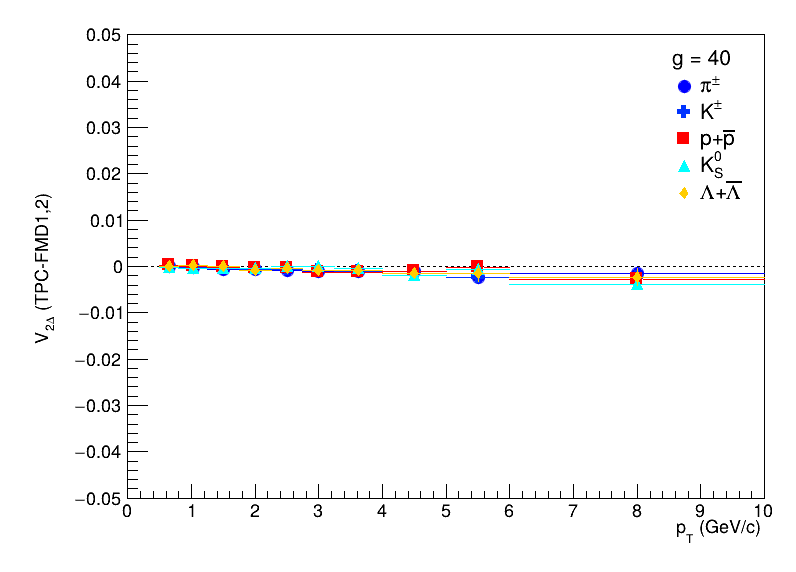 g = 40
π±
K±
p+p̅
K⁰S
Λ+Λ̅
V2Δ (TPC-FMD1,2)
0.05
0.04
0.03
0.02
0.01
0
−0.01
−0.02
−0.03
−0.04
−0.05
0 1 2 3 4 5 6 7 8 9 10
pT (GeV/c)